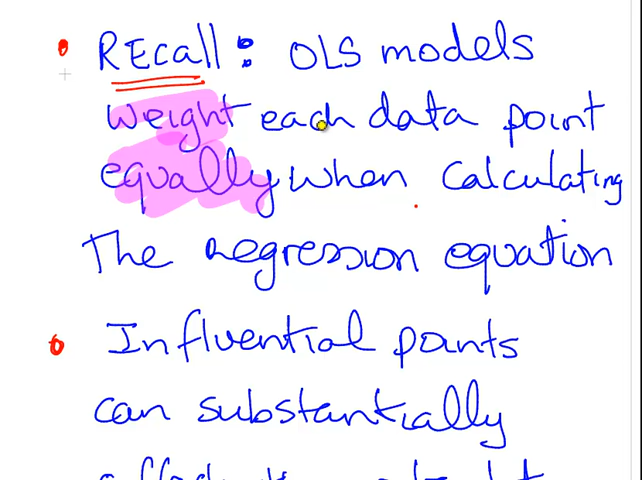 REcall: OLS models
weight each data point
equally when calculating
The regression equation
Influential points
can substantially